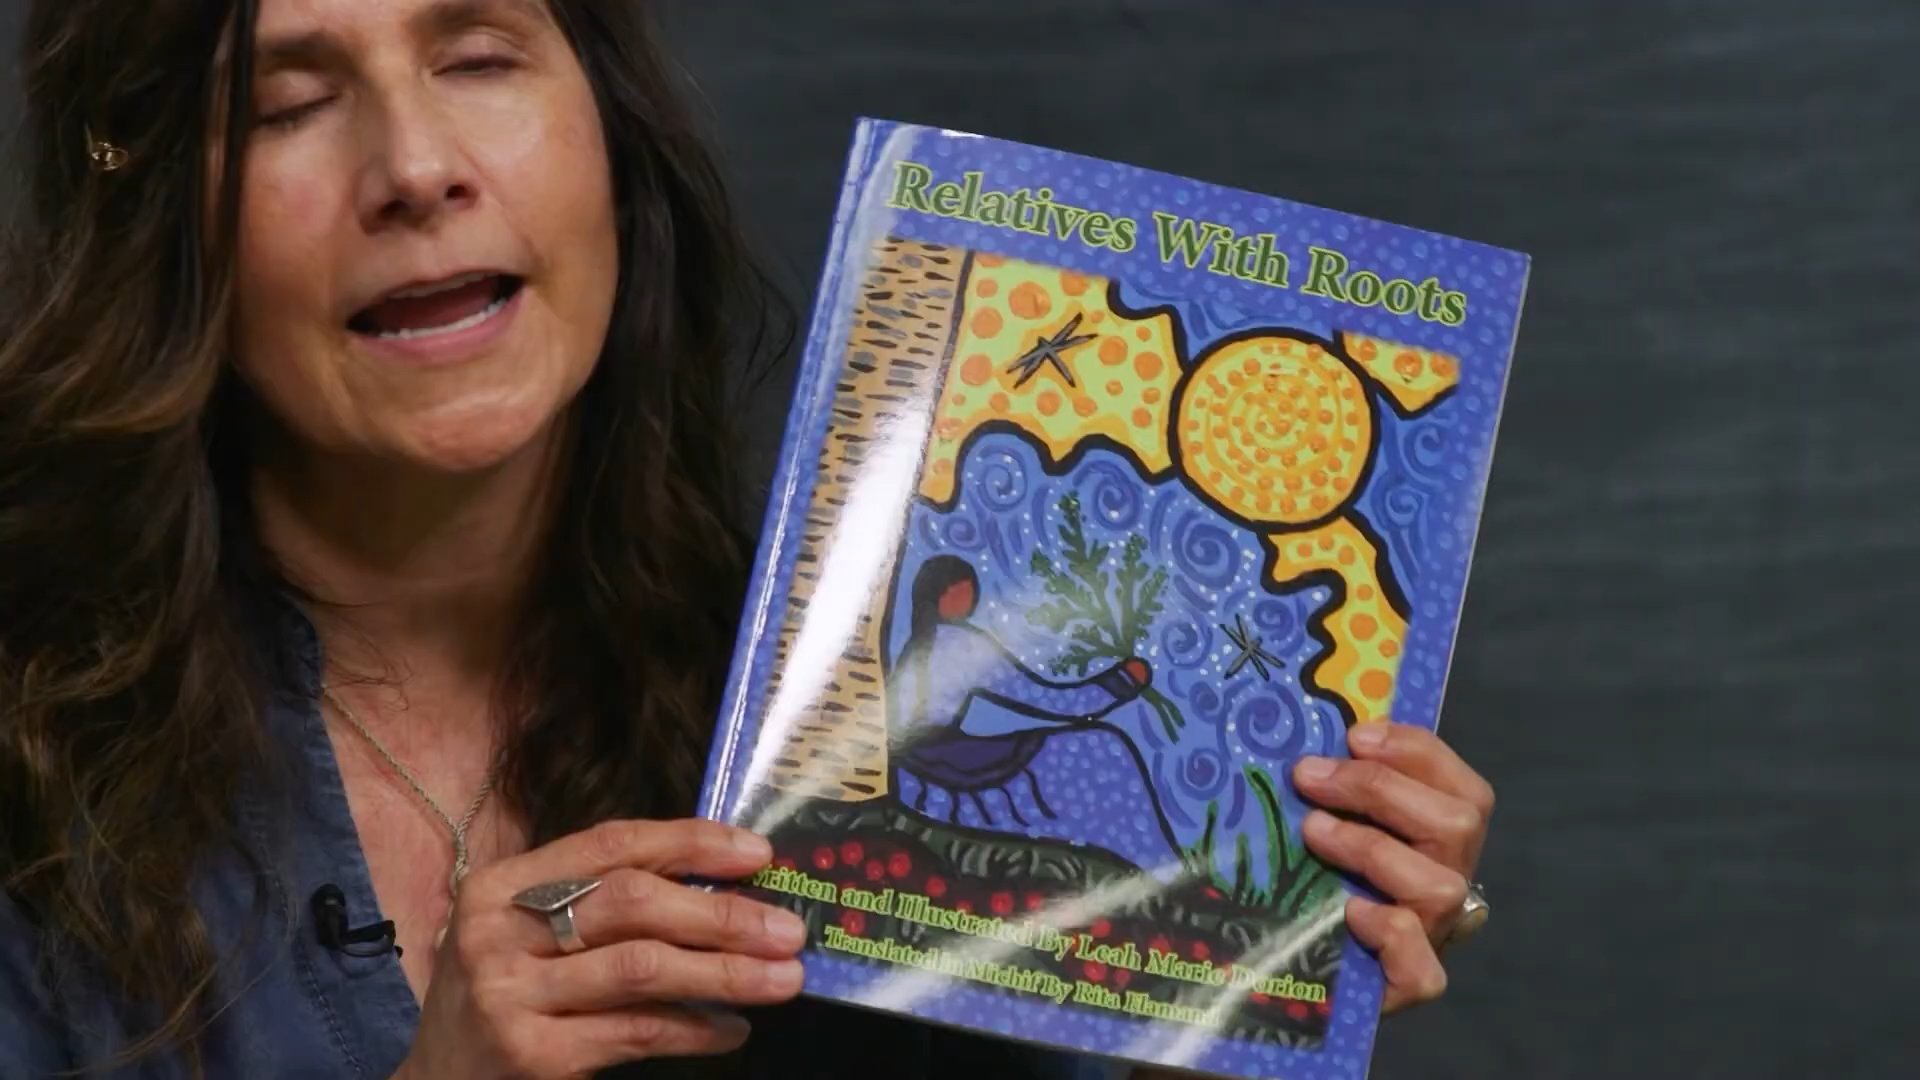 Relatives With Roots
Written and Illustrated By Leah Marie Dorion
Translated in Michif By Rita Flamand